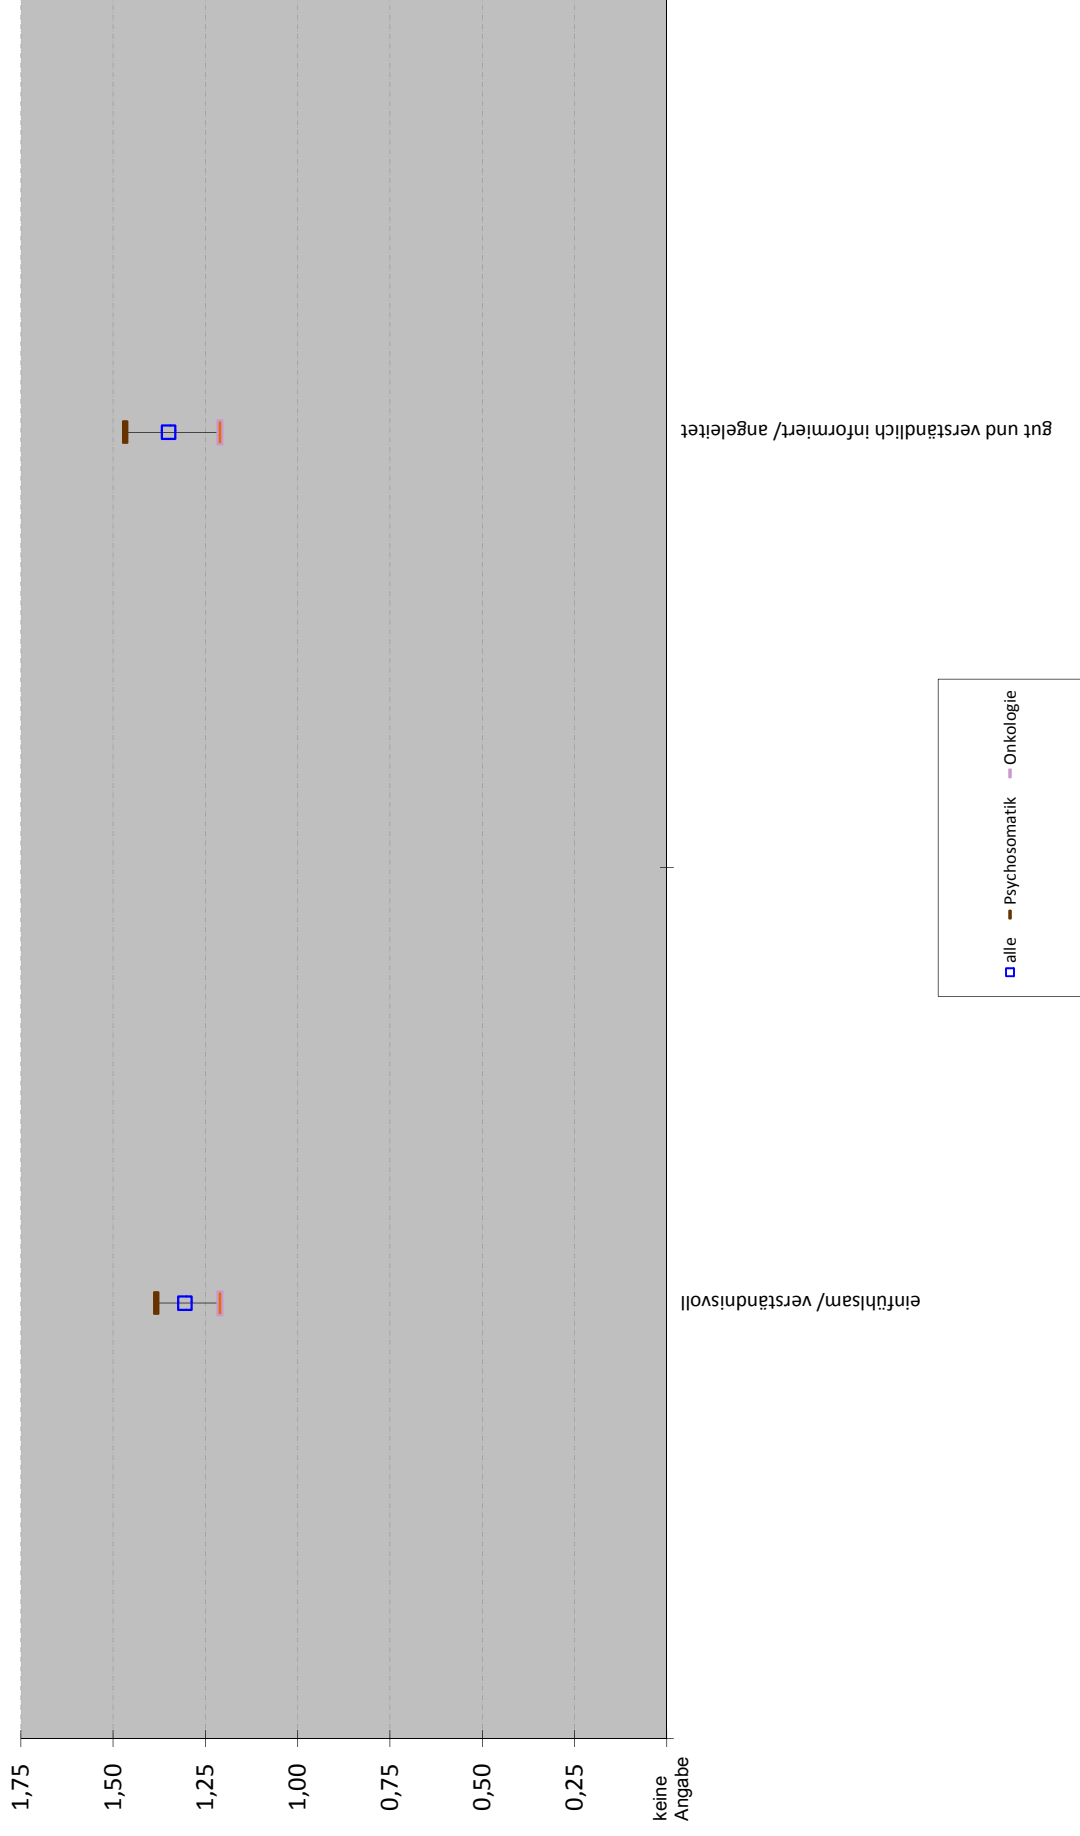 1,75
1,50
1,25
1,00
0,75
0,50
0,25
keine
Angabe
einfühlsam/ verständnisvoll
gut und verständlich informiert/ angeleitet
alle Psychosomatik Onkologie